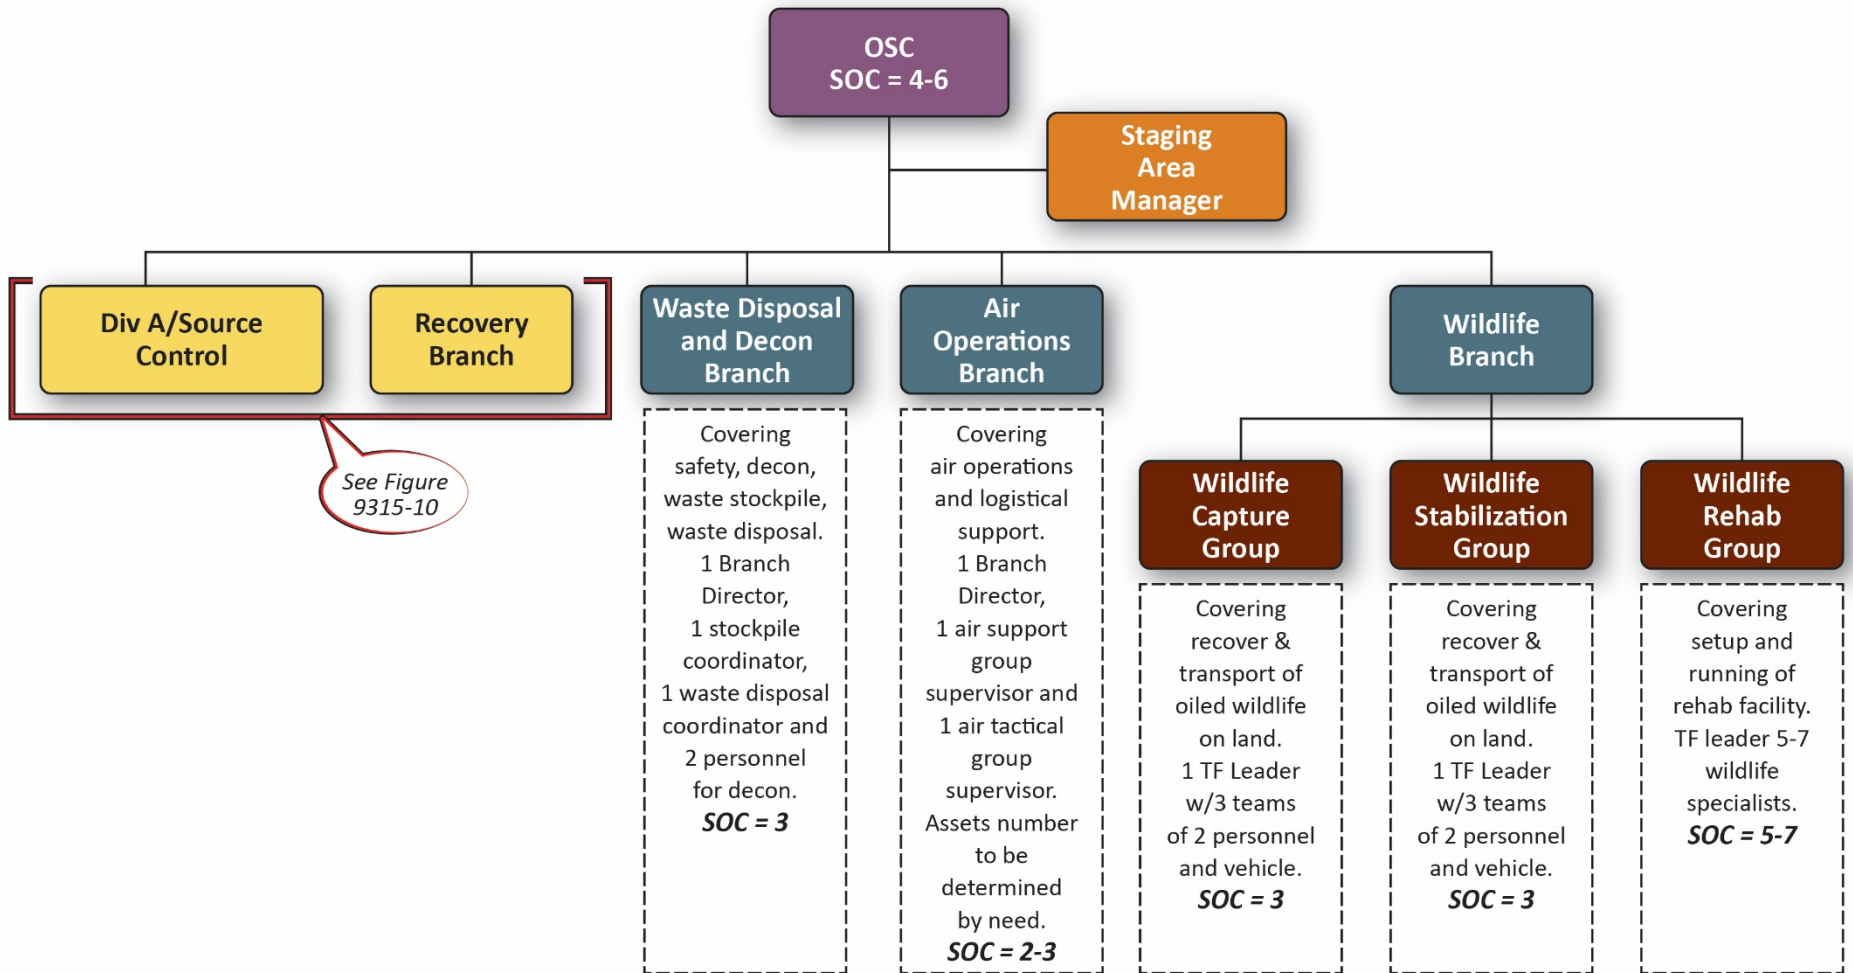 OSC
SOC = 4-6
Staging
Area
Manager
Div A/Source
Control
Recovery
Branch
Waste Disposal
and Decon
Branch
Air
Operations
Branch
Wildlife
Branch
See Figure
9315-10
Covering
safety, decon,
waste stockpile,
waste disposal.
1 Branch
Director,
1 stockpile
coordinator,
1 waste disposal
coordinator and
2 personnel
for decon.
SOC = 3
Covering
air operations
and logistical
support.
1 Branch
Director,
1 air support
group
supervisor and
1 air tactical
group
supervisor.
Assets number
to be
determined
by need.
SOC = 2-3
Wildlife
Capture
Group
Covering
recover &
transport of
oiled wildlife
on land.
1 TF Leader
w/3 teams
of 2 personnel
and vehicle.
SOC = 3
Wildlife
Stabilization
Group
Covering
recover &
transport of
oiled wildlife
on land.
1 TF Leader
w/3 teams
of 2 personnel
and vehicle.
SOC = 3
Wildlife
Rehab
Group
Covering
setup and
running of
rehab facility.
TF leader 5-7
wildlife
specialists.
SOC = 5-7